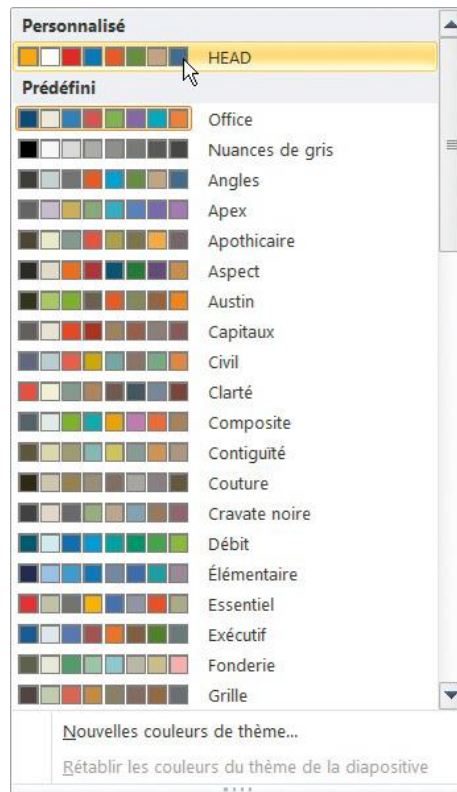 Personnalisé
HEAD
Prédéfini
Office
Nuances de gris
Angles
Apex
Apothicaire
Aspect
Austin
Capitaux
Civil
Clarté
Composite
Contiguïté
Couture
Cravate noire
Débit
Élémentaire
Essentiel
Exécutif
Fonderie
Grille
Nouvelles couleurs de thème...
Rétablir les couleurs du thème de la diapositive